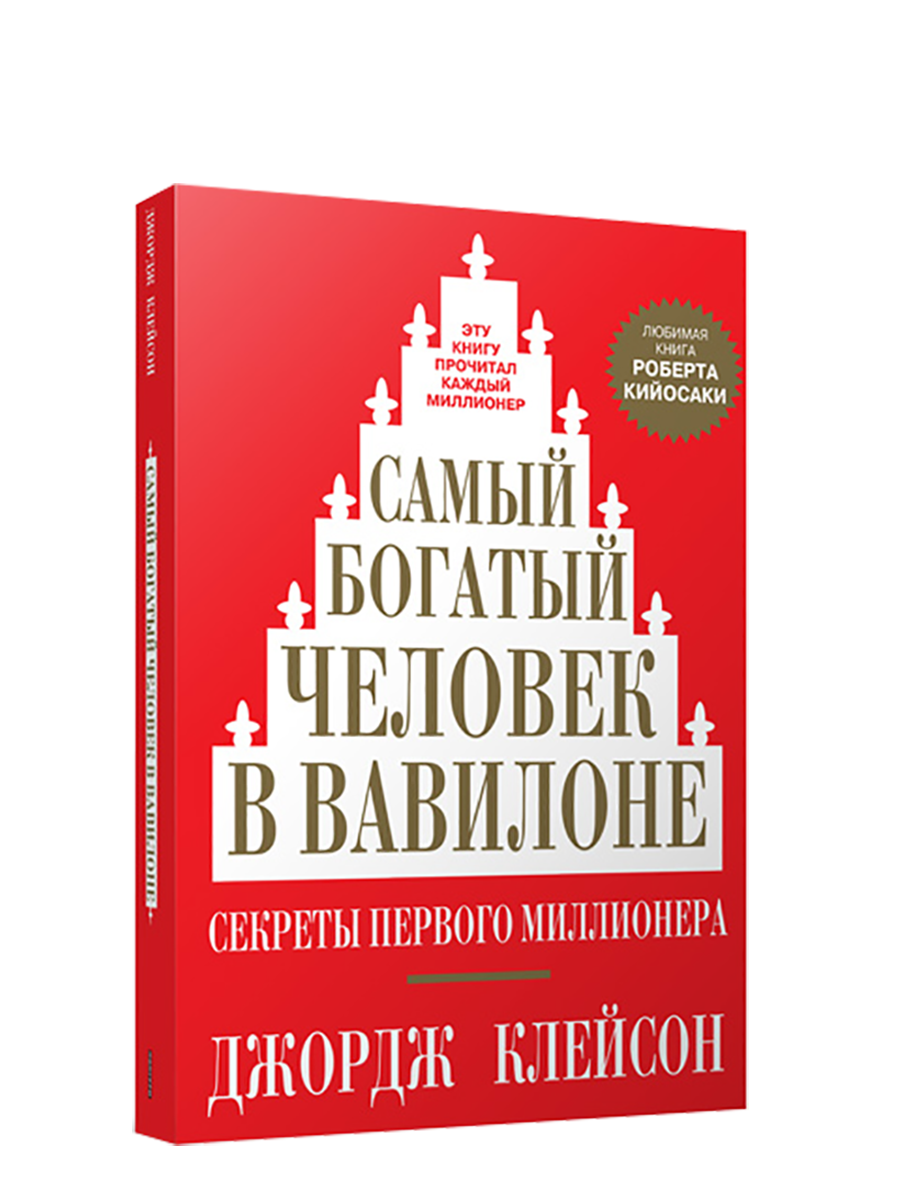 ЭТУ
КНИГУ
ПРОЧИТАЛ
КАЖДЫЙ
МИЛЛИОНЕР
ЛЮБИМАЯ
КНИГА
РОБЕРТА
КИЙОСАКИ
САМЫЙ
БОГАТЫЙ
ЧЕЛОВЕК
В ВАВИЛОНЕ
СЕКРЕТЫ ПЕРВОГО МИЛЛИОНЕРА
ДЖОРДЖ КЛЕЙСОН
ДЖОРДЖ КЛЕЙСОН
САМЫЙ БОГАТЫЙ ЧЕЛОВЕК В ВАВИЛОНЕ